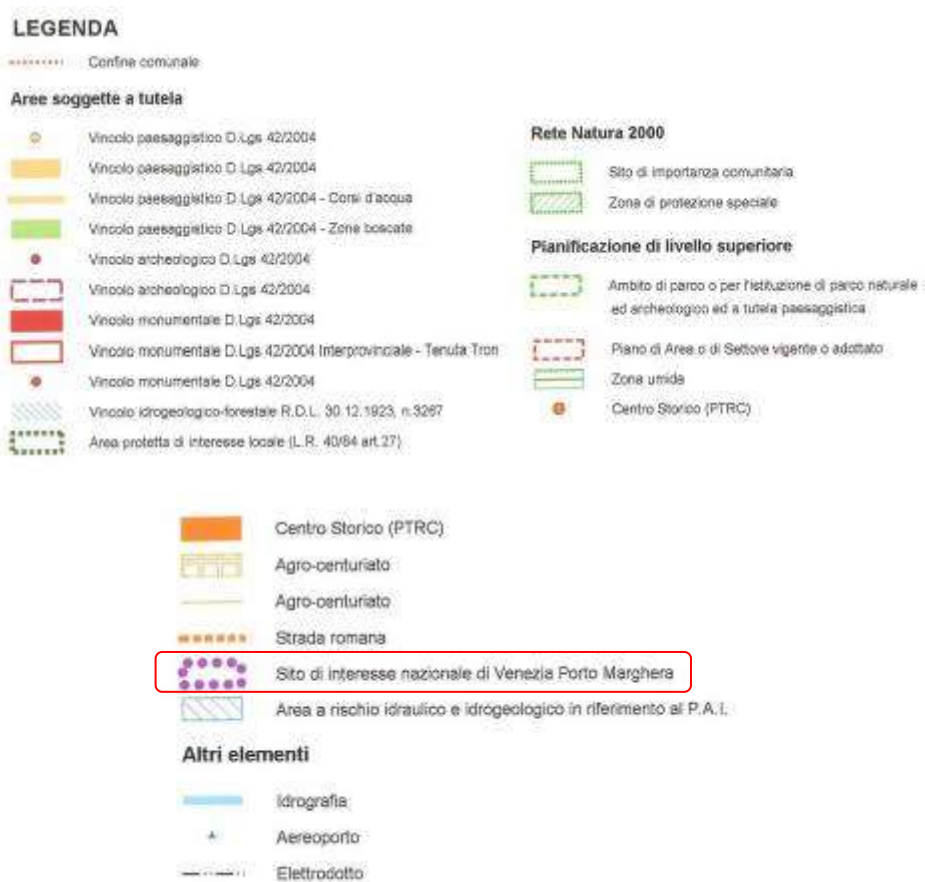 LEGENDA
Confine comunale
Aree soggette a tutela
Vincolo paesaggistico D.Lgs 42/2004
Vincolo paesaggistico D.Lgs 42/2004
Vincolo paesaggistico D.Lgs 42/2004 - Corsi d'acqua
Vincolo paesaggistico D.Lgs 42/2004 - Zone boscate
Vincolo archeologico D.Lgs 42/2004
Vincolo archeologico D.Lgs 42/2004
Vincolo monumentale D.Lgs 42/2004
Vincolo monumentale D.Lgs 42/2004 Interprovinciale - Tenuta Tron
Vincolo monumentale D.Lgs 42/2004
Vincolo idrogeologico-forestale R.D.L. 30.12.1923, n.3267
Area protetta di interesse locale (L.R. 40/84 art.27)
Rete Natura 2000
Sito di importanza comunitaria
Zona di protezione speciale
Pianificazione di livello superiore
Ambito di parco o per l'istituzione di parco naturale
ed archeologico ed a tutela paesaggistica
Piano di Area o di Settore vigente o adottato
Zona umida
Centro Storico (PTRC)
Centro Storico (PTRC)
Agro-centuriato
Agro-centuriato
Strada romana
Sito di interesse nazionale di Venezia Porto Marghera
Area a rischio idraulico e idrogeologico in riferimento al P.A.I.
Altri elementi
Idrografia
Aereoporto
Elettrodotto